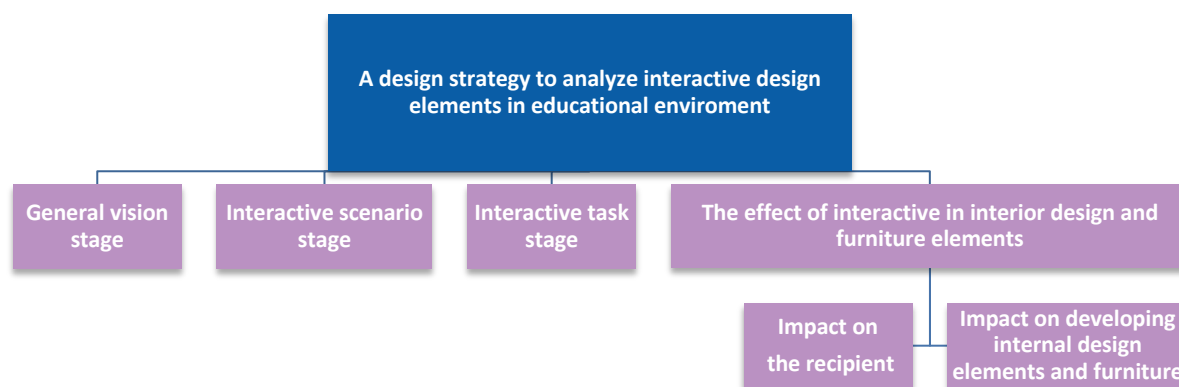 A design strategy to analyze interactive design
elements in educational enviroment
General vision
stage
Interactive scenario
stage
Interactive task
stage
The effect of interactive in interior design and
furniture elements
Impact on
the recipient
Impact on developing
internal design
elements and furniture